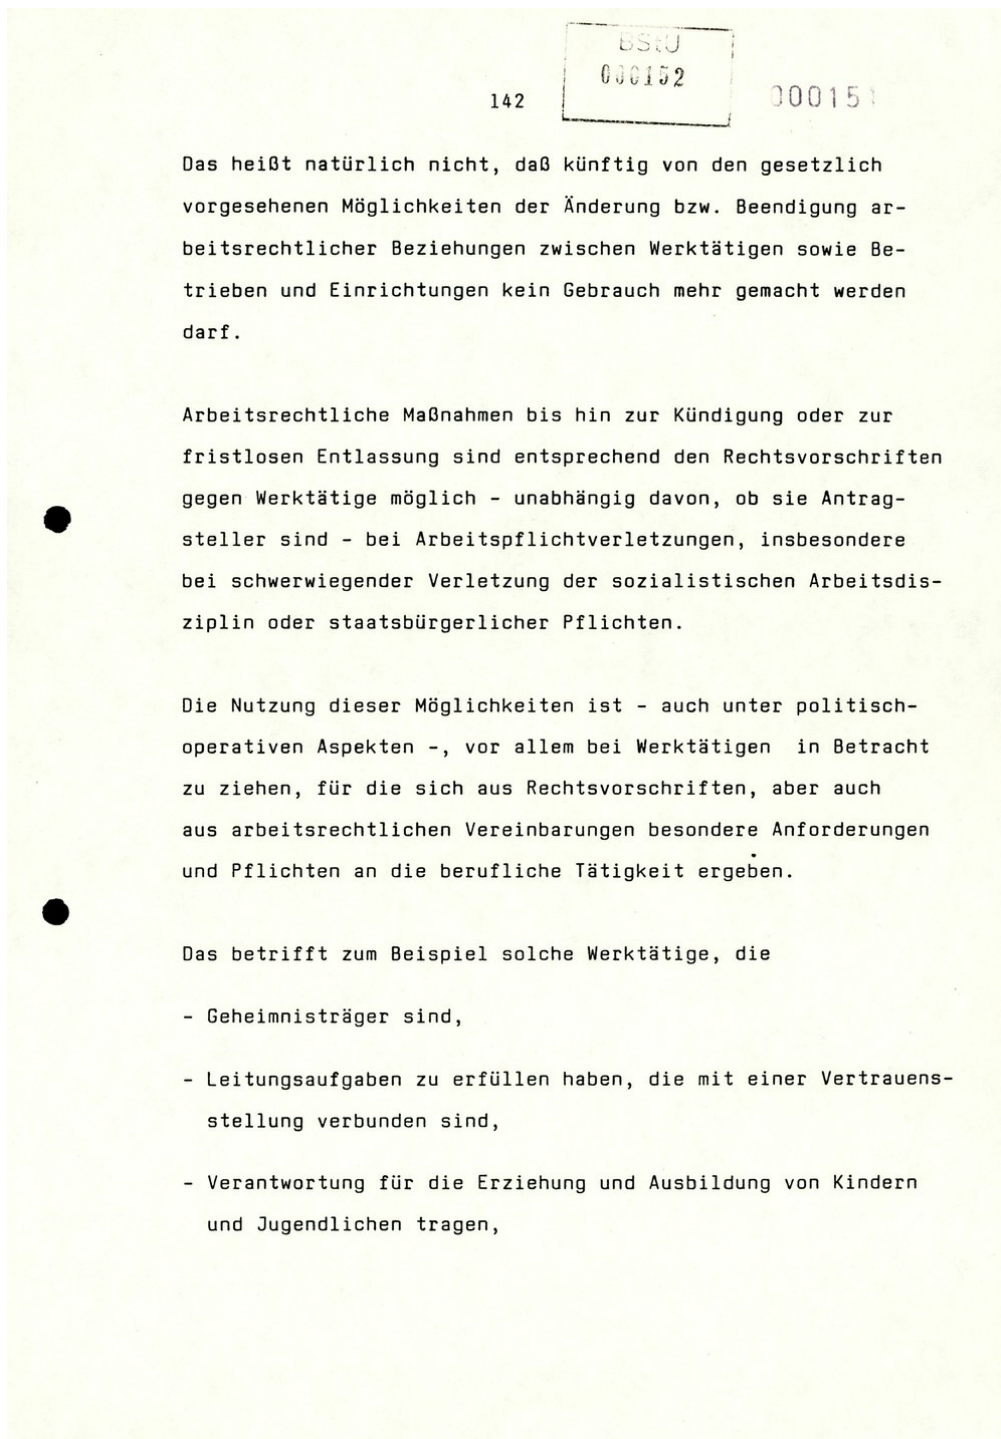 BStU
000152
142
00015
Das heißt natürlich nicht, daß künftig von den gesetzlich
vorgesehenen Möglichkeiten der Änderung bzw. Beendigung ar-
beitsrechtlicher Beziehungen zwischen Werktätigen sowie Be-
trieben und Einrichtungen kein Gebrauch mehr gemacht werden
darf.
Arbeitsrechtliche Maßnahmen bis hin zur Kündigung oder zur
fristlosen Entlassung sind entsprechend den Rechtsvorschriften
gegen Werktätige möglich - unabhängig davon, ob sie Antrag-
steller sind - bei Arbeitspflichtverletzungen, insbesondere
bei schwerwiegender Verletzung der sozialistischen Arbeitsdis-
ziplin oder staatsbürgerlicher Pflichten.
Die Nutzung dieser Möglichkeiten ist - auch unter politisch-
operativen Aspekten -, vor allem bei Werktätigen in Betracht
zu ziehen, für die sich aus Rechtsvorschriften, aber auch
aus arbeitsrechtlichen Vereinbarungen besondere Anforderungen
und Pflichten an die berufliche Tätigkeit ergeben.
Das betrifft zum Beispiel solche Werktätige, die
- Geheimnisträger sind,
- Leitungsaufgaben zu erfüllen haben, die mit einer Vertrauens-
stellung verbunden sind,
- Verantwortung für die Erziehung und Ausbildung von Kindern
und Jugendlichen tragen,